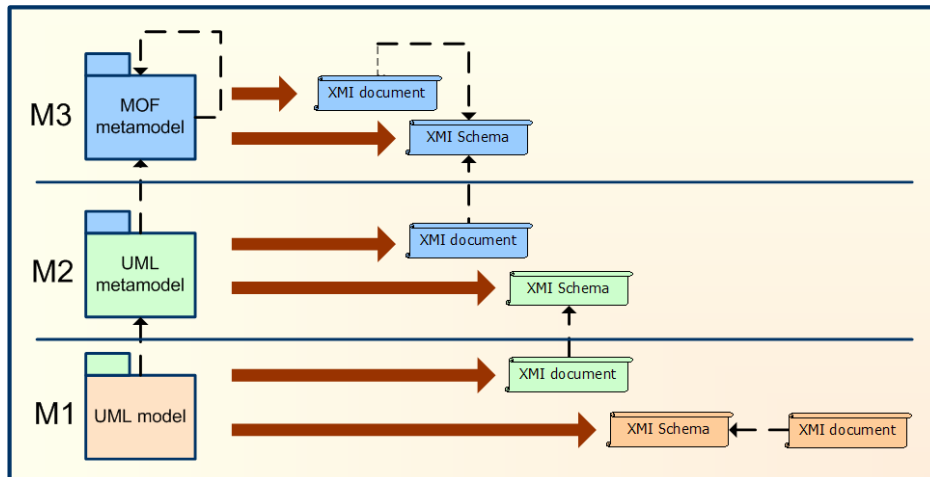 M3
MOF
metamodel
XMI document
XMI Schema
M2
UML
metamodel
XMI document
XMI Schema
M1
UML model
XMI document
XMI Schema
XMI document